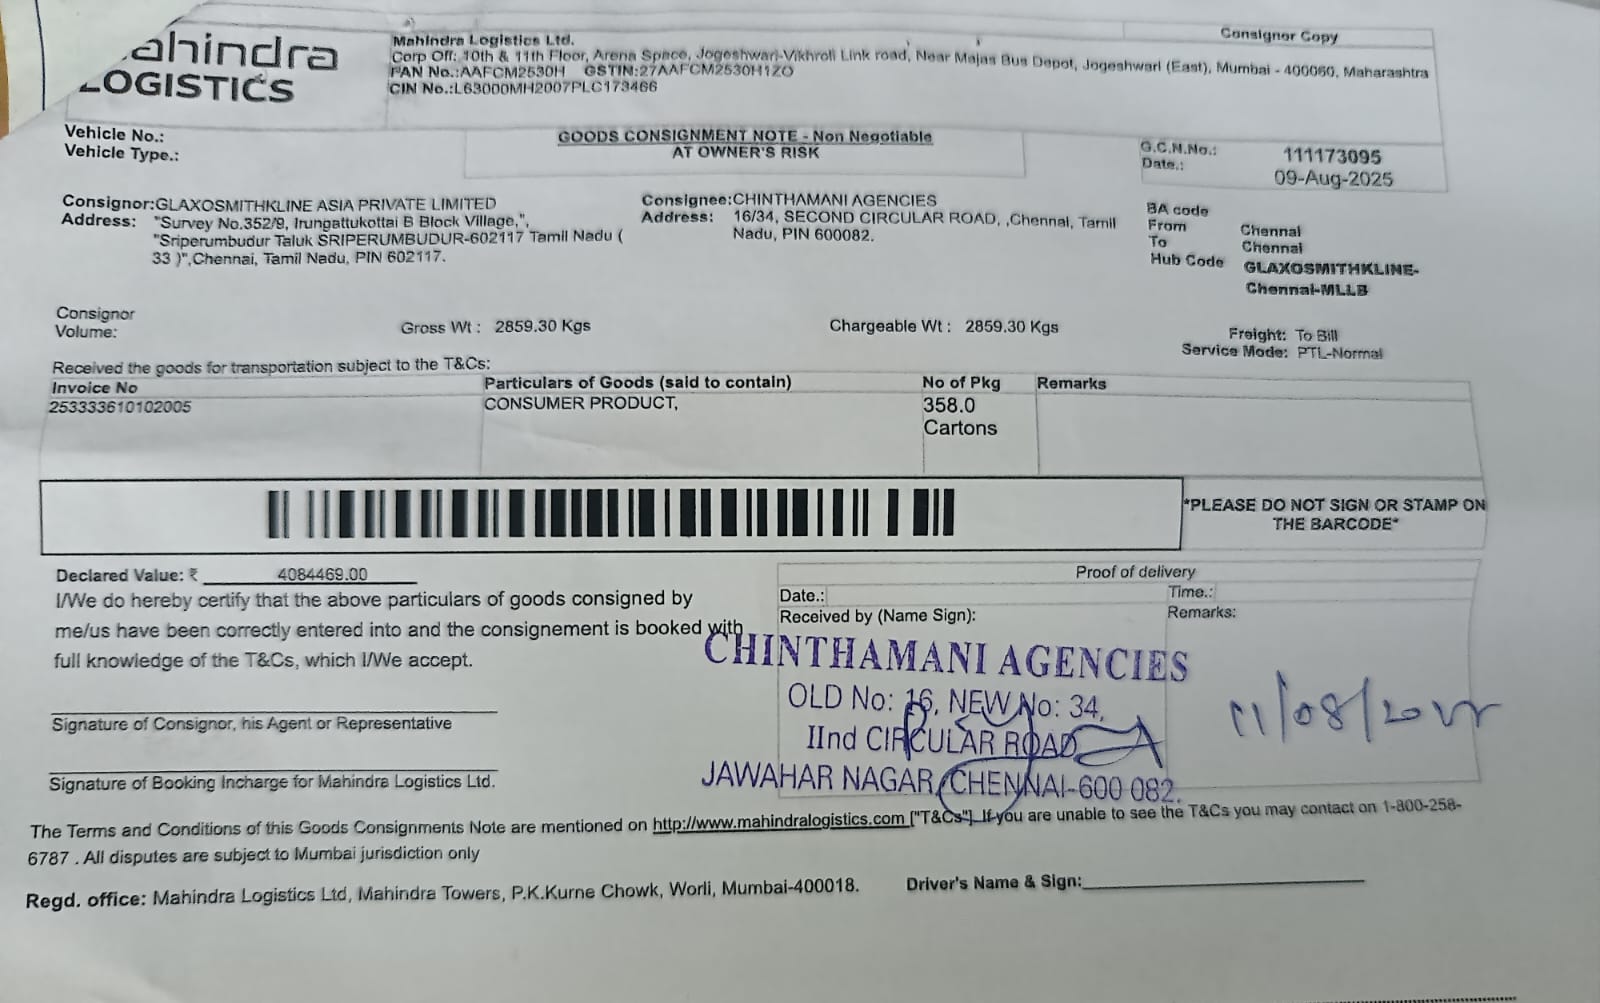 ahindra
LOGISTICS
Mahindra Logistics Ltd.
Corp Off: 10th & 11th Floor, Arena Space, Jogeshwari-Vikhroli Link road, Near Majas Bus Depot, Jogeshwari (East), Mumbai - 400060, Maharashtra
PAN No.:AAFCM2530H GSTIN:27AAFCM2530H1ZO
CIN No.:L63000MH2007PLC173466
Consignor Copy
Vehicle No.:
Vehicle Type.:
GOODS CONSIGNMENT NOTE - Non Negotiable
AT OWNER'S RISK
G.C.N.No.: 111173095
Date.: 09-Aug-2025
Consignor:GLAXOSMITHKLINE ASIA PRIVATE LIMITED
Address: "Survey No.352/9, Irungattukottai B Block Village,",
"Sriperumbudur Taluk SRIPERUMBUDUR-602117 Tamil Nadu (
33 )",Chennai, Tamil Nadu, PIN 602117.
Consignee:CHINTHAMANI AGENCIES
Address: 16/34, SECOND CIRCULAR ROAD, ,Chennai, Tamil
Nadu, PIN 600082.
BA code
From Chennai
To Chennai
Hub Code GLAXOSMITHKLINE-
Chennai-MLLB
Consignor
Volume:
Gross Wt : 2859.30 Kgs
Chargeable Wt : 2859.30 Kgs
Freight: To Bill
Service Mode: PTL-Normal
Received the goods for transportation subject to the T&Cs:
Invoice No Particulars of Goods (said to contain) No of Pkg Remarks
253333610102005 CONSUMER PRODUCT, 358.0
Cartons
*PLEASE DO NOT SIGN OR STAMP ON
THE BARCODE*
Declared Value: ₹ 4084469.00
I/We do hereby certify that the above particulars of goods consigned by
me/us have been correctly entered into and the consignement is booked with
full knowledge of the T&Cs, which I/We accept.
Signature of Consignor, his Agent or Representative
Signature of Booking Incharge for Mahindra Logistics Ltd.
Proof of delivery
Date.: Time.:
Received by (Name Sign): Remarks:
CHINTHAMANI AGENCIES
OLD No: 16, NEW No: 34,
IInd CIRCULAR ROAD
JAWAHAR NAGAR, CHENNAI-600 082.
The Terms and Conditions of this Goods Consignments Note are mentioned on http://www.mahindralogistics.com ["T&Cs"]. If you are unable to see the T&Cs you may contact on 1-800-258-
6787 . All disputes are subject to Mumbai jurisdiction only
Regd. office: Mahindra Logistics Ltd, Mahindra Towers, P.K.Kurne Chowk, Worli, Mumbai-400018.
Driver's Name & Sign: